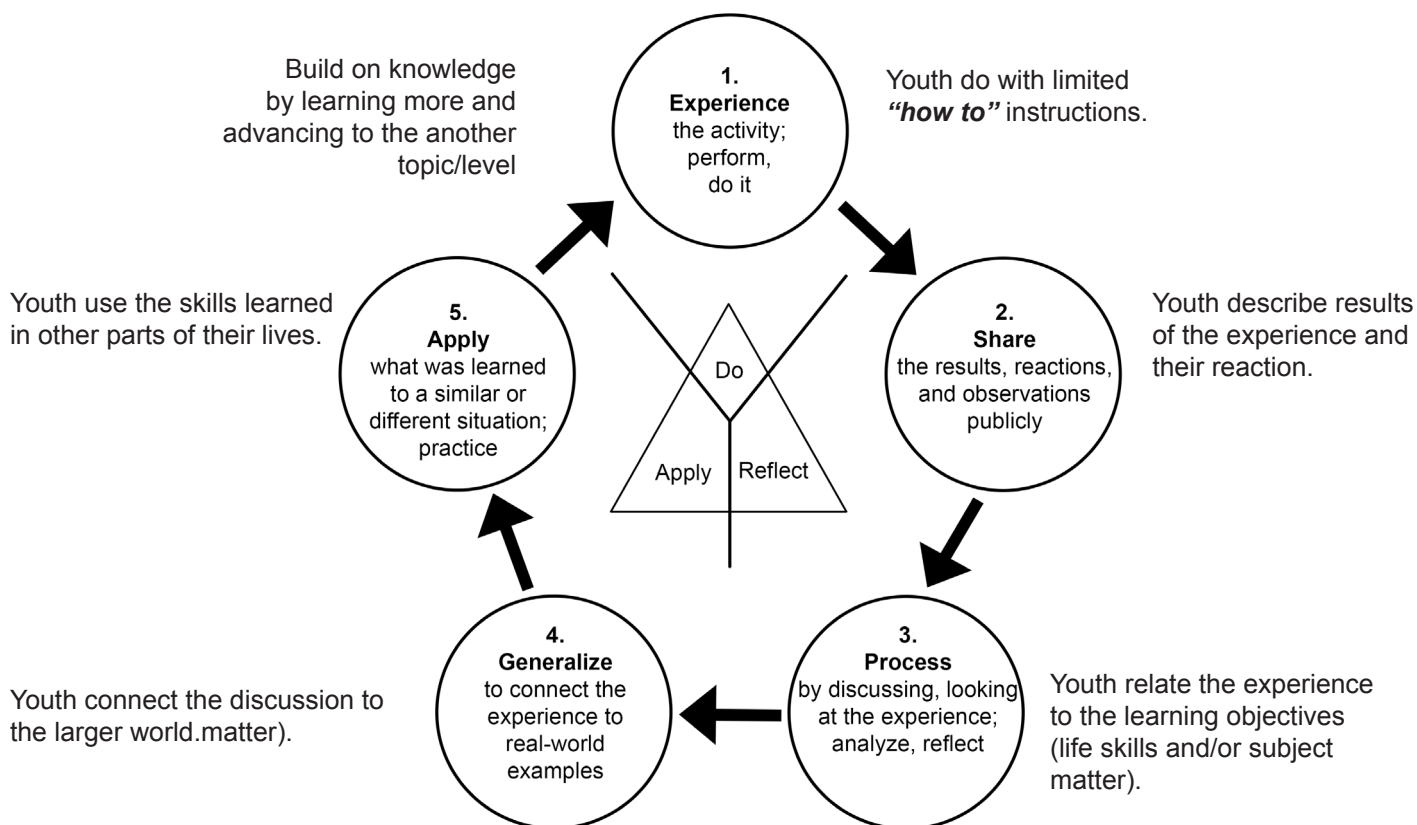 Build on knowledge
by learning more and
advancing to the another
topic/level
1.
Experience
the activity;
perform,
do it
Youth do with limited
“how to” instructions.
Youth use the skills learned
in other parts of their lives.
5.
Apply
what was learned
to a similar or
different situation;
practice
Do
Apply
Reflect
2.
Share
the results, reactions,
and observations
publicly
Youth describe results
of the experience and
their reaction.
Youth connect the discussion to
the larger world.matter).
4.
Generalize
to connect the
experience to
real-world
examples
3.
Process
by discussing, looking
at the experience;
analyze, reflect
Youth relate the experience
to the learning objectives
(life skills and/or subject
matter).